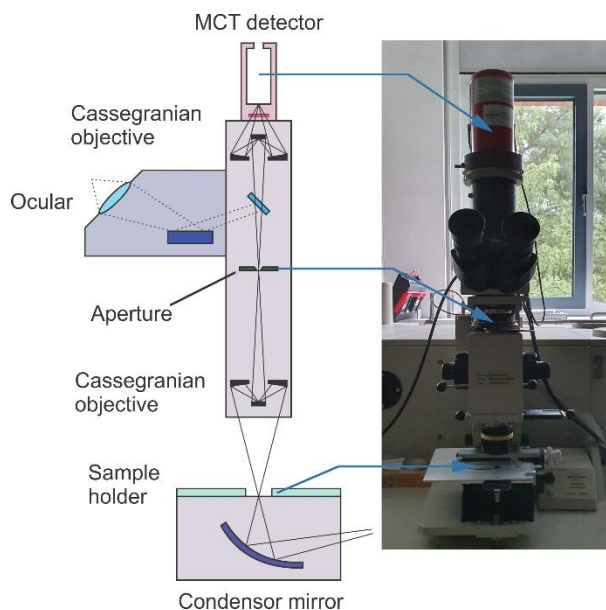 MCT detector
Cassegranian
objective
Ocular
Aperture
Cassegranian
objective
Sample
holder
Condensor mirror